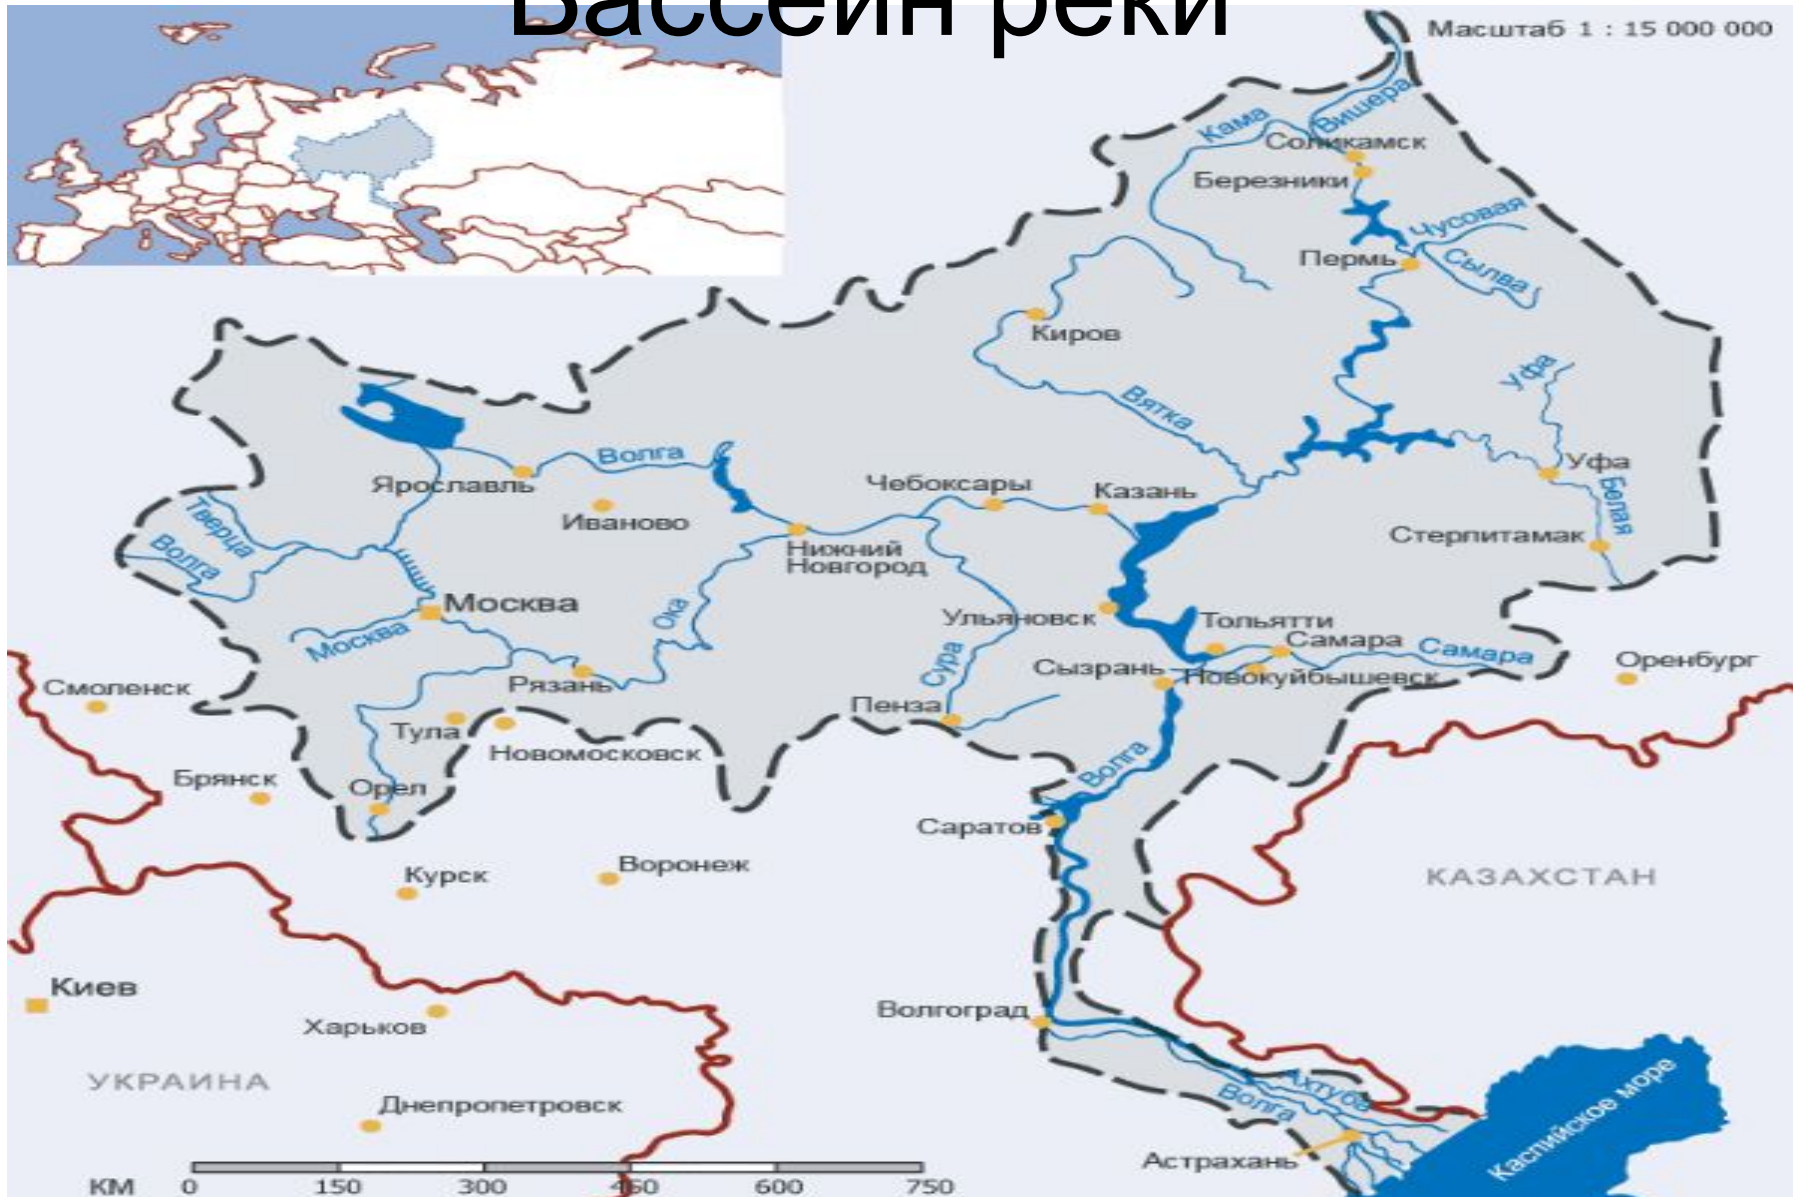 Бассейн реки
Масштаб 1 : 15 000 000
Вишера
Кама
Соликамск
Березники
Чусовая
Пермь
Сылва
Киров
Уфа
Вятка
Волга
Уфа
Ярославль
Чебоксары
Казань
Белая
Тверца
Иваново
Стерлитамак
Волга
Нижний
Новгород
Москва
Ока
Ульяновск
Тольятти
Москва
Самара
Самара
Сура
Сызрань
Новокуйбышевск
Оренбург
Смоленск
Рязань
Пенза
Тула
Новомосковск
Волга
Брянск
Орел
Саратов
Курск
Воронеж
КАЗАХСТАН
Киев
Волгоград
Харьков
УКРАИНА
Ахтуба
Волга
Днепропетровск
Каспийское море
Астрахань
КМ 0 150 300 450 600 750